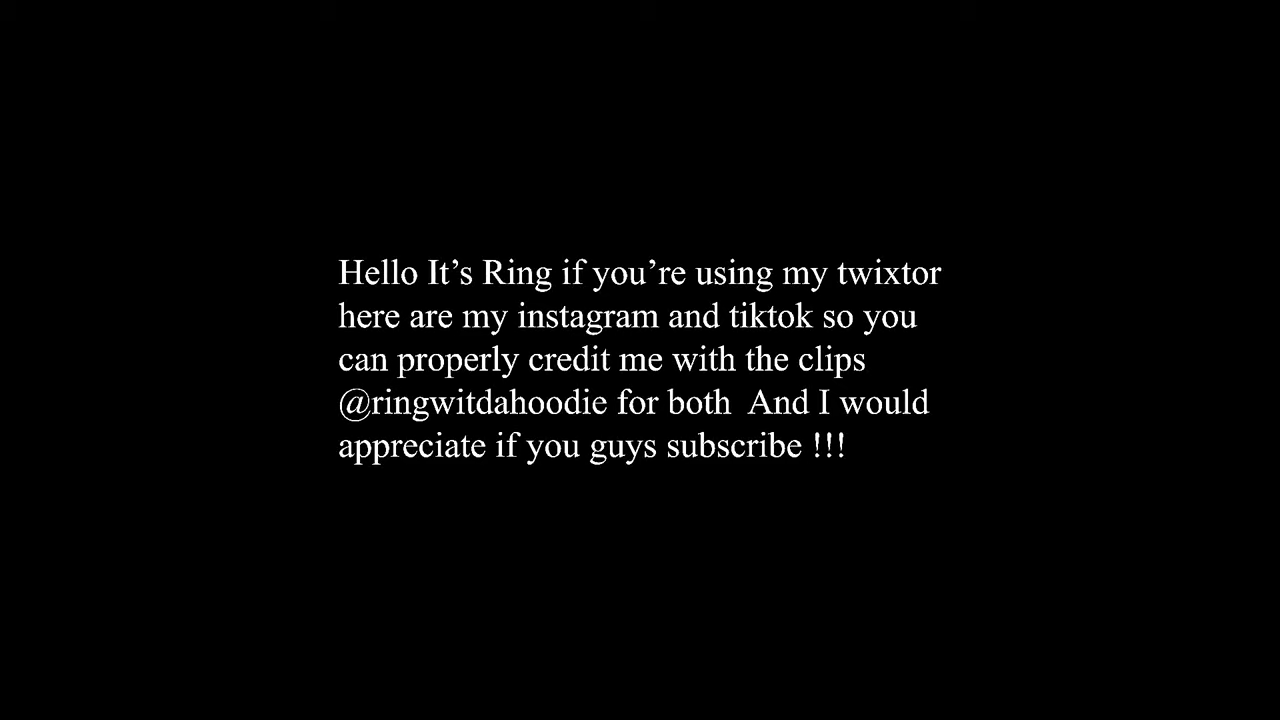 Hello It’s Ring if you’re using my twixtor
here are my instagram and tiktok so you
can properly credit me with the clips
@ringwitdahoodie for both  And I would
appreciate if you guys subscribe !!!